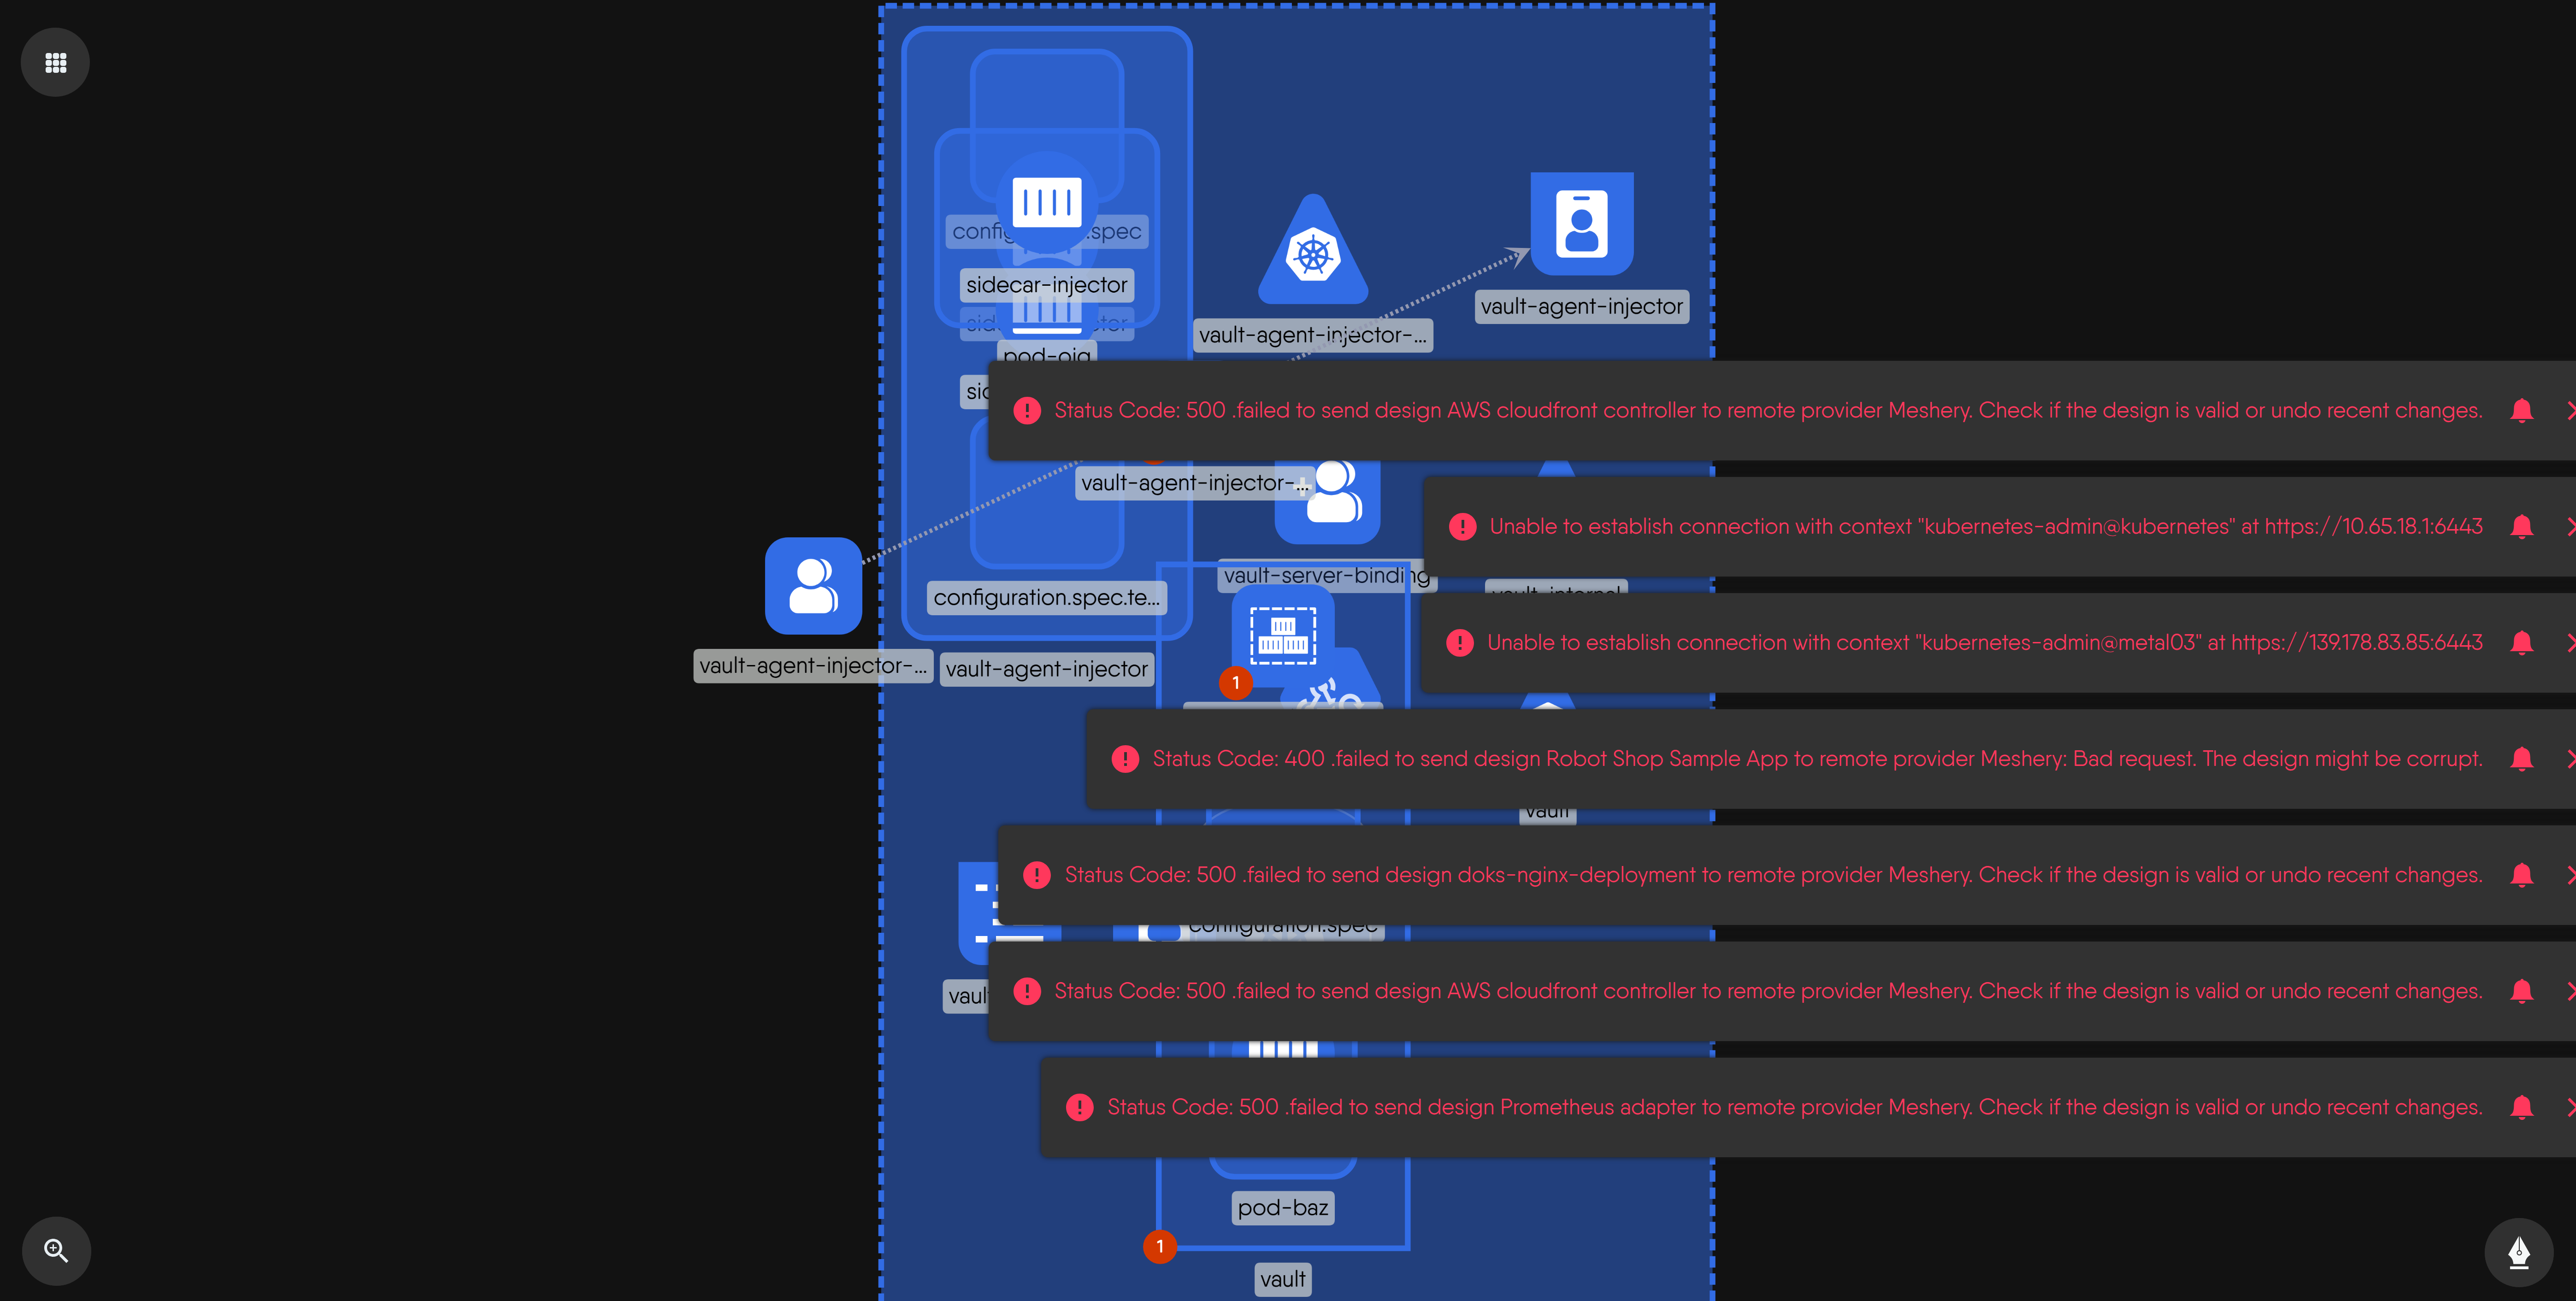 sidecar-injector
vault-agent-injector-...
vault-agent-injector
pod-pig
Status Code: 500 .failed to send design AWS cloudfront controller to remote provider Meshery. Check if the design is valid or undo recent changes.
vault-agent-injector-...
Unable to establish connection with context "kubernetes-admin@kubernetes" at https://10.65.18.1:6443
vault-server-binding
vault-internal
configuration.spec.te...
Unable to establish connection with context "kubernetes-admin@metal03" at https://139.178.83.85:6443
vault-agent-injector-...
vault-agent-injector
1
Status Code: 400 .failed to send design Robot Shop Sample App to remote provider Meshery: Bad request. The design might be corrupt.
vault
Status Code: 500 .failed to send design doks-nginx-deployment to remote provider Meshery. Check if the design is valid or undo recent changes.
configuration.spec
Status Code: 500 .failed to send design AWS cloudfront controller to remote provider Meshery. Check if the design is valid or undo recent changes.
Status Code: 500 .failed to send design Prometheus adapter to remote provider Meshery. Check if the design is valid or undo recent changes.
pod-baz
1
vault